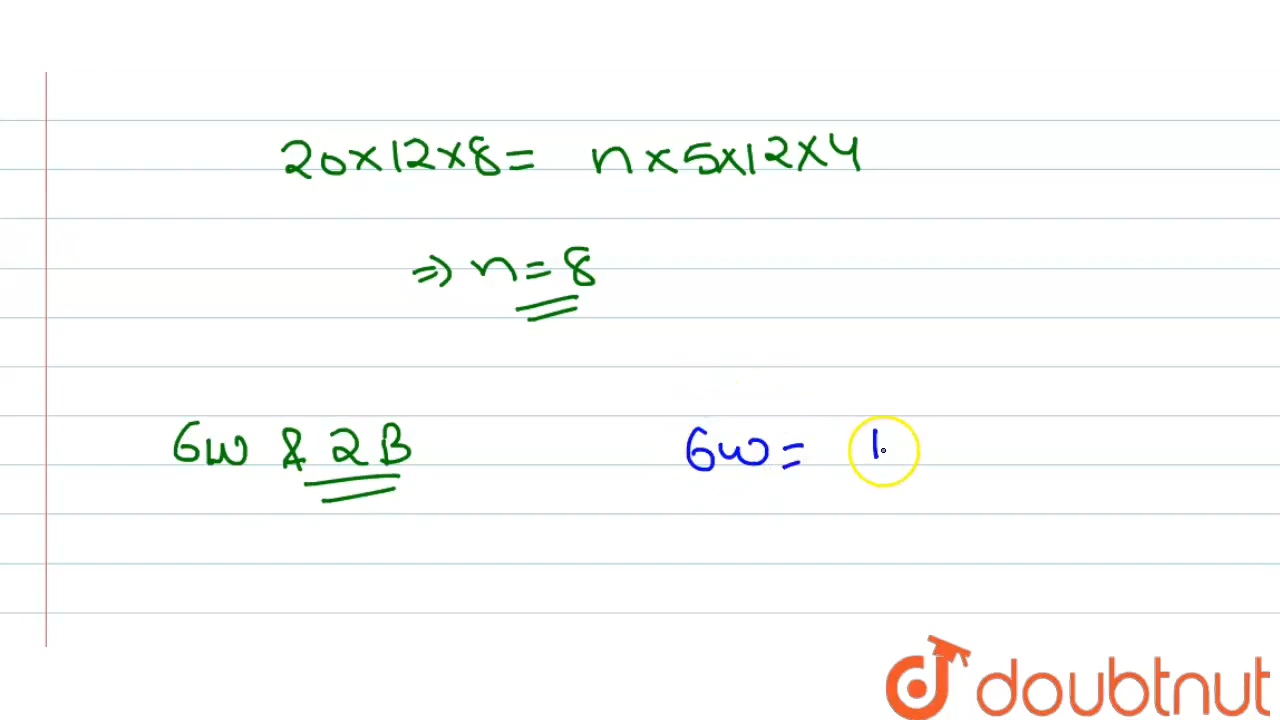 20×12×8= n×5×12×4
⇒ n=8
6w & 2B 6w= 1
doubtnut